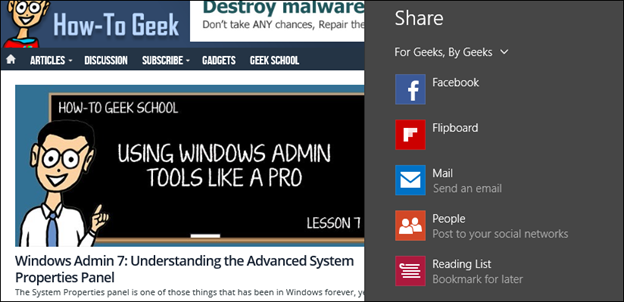 How-To Geek
Destroy malware
Don't take ANY chances, Repair the
ARTICLES DISCUSSION SUBSCRIBE GADGETS GEEK SCHOOL
HOW-TO GEEK SCHOOL
USING WINDOWS ADMIN
TOOLS LIKE A PRO
LESSON 7
Windows Admin 7: Understanding the Advanced System
Properties Panel
The System Properties panel is one of those things that has been in Windows forever, ye
Share
For Geeks, By Geeks
Facebook
Flipboard
Mail
Send an email
People
Post to your social networks
Reading List
Bookmark for later